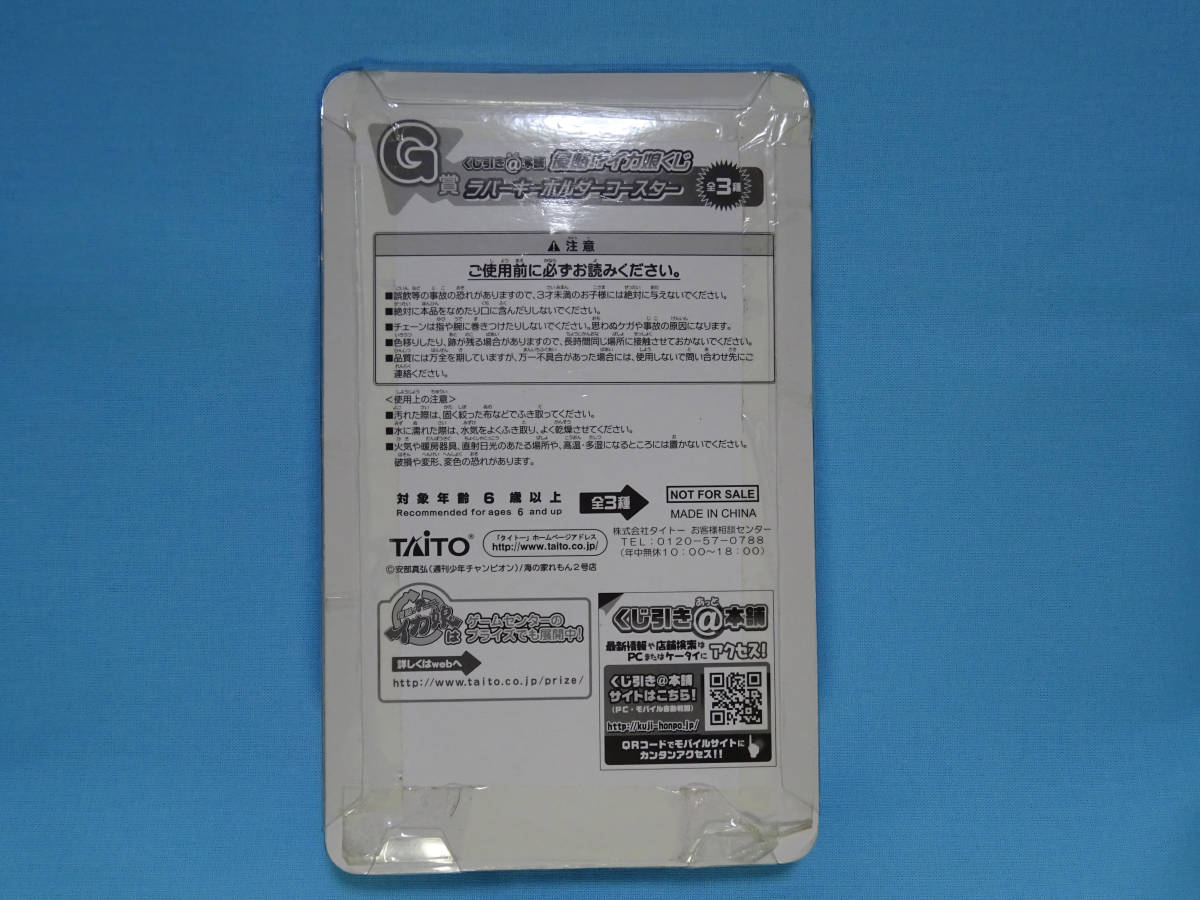 G賞
くじ引き@本舗 優勝はイカ娘くじ
ラバーキーホルダーコースター 全3種
⚠注意
ご使用前に必ずお読みください。
■誤飲等の事故の恐れがありますので、3才未満のお子様には絶対に与えないでください。
■絶対に本品をなめたり口に含んだりしないでください。
■チェーンは指や腕に巻きつけたりしないでください。思わぬケガや事故の原因になります。
■色移りしたり、跡が残る場合がありますので、長時間同じ場所に接触させておかないでください。
■品質には万全を期していますが、万一不具合があった場合には、使用しないで問い合わせ先にご
連絡ください。
<使用上の注意>
■汚れた際は、固く絞った布などでふき取ってください。
■水に濡れた際は、水気をよくふき取り、よく乾燥させてください。
■火気や暖房器具、直射日光のあたる場所や、高温・多湿になるところには置かないでください。
破損や変形、変色の恐れがあります。
対象年齢 6 歳以上
Recommended for ages 6 and up
全3種
NOT FOR SALE
MADE IN CHINA
TAITO®
「タイトー」ホームページアドレス
http://www.taito.co.jp/
株式会社タイトー お客様相談センター
TEL:0120-57-0788
(年中無休10:00〜18:00)
©安部真弘(週刊少年チャンピオン)/海の家れもん2号店
イカ娘は
ゲームセンターの
プライズでも展開中!
詳しくはwebへ
http://www.taito.co.jp/prize/
くじ引き@本舗
最新情報や店舗検索は
PCまたはケータイに アクセス!
くじ引き@本舗
サイトはこちら!
(PC・モバイル自動判別)
http://kuji-honpo.jp/
QRコードでモバイルサイトに
カンタンアクセス!!